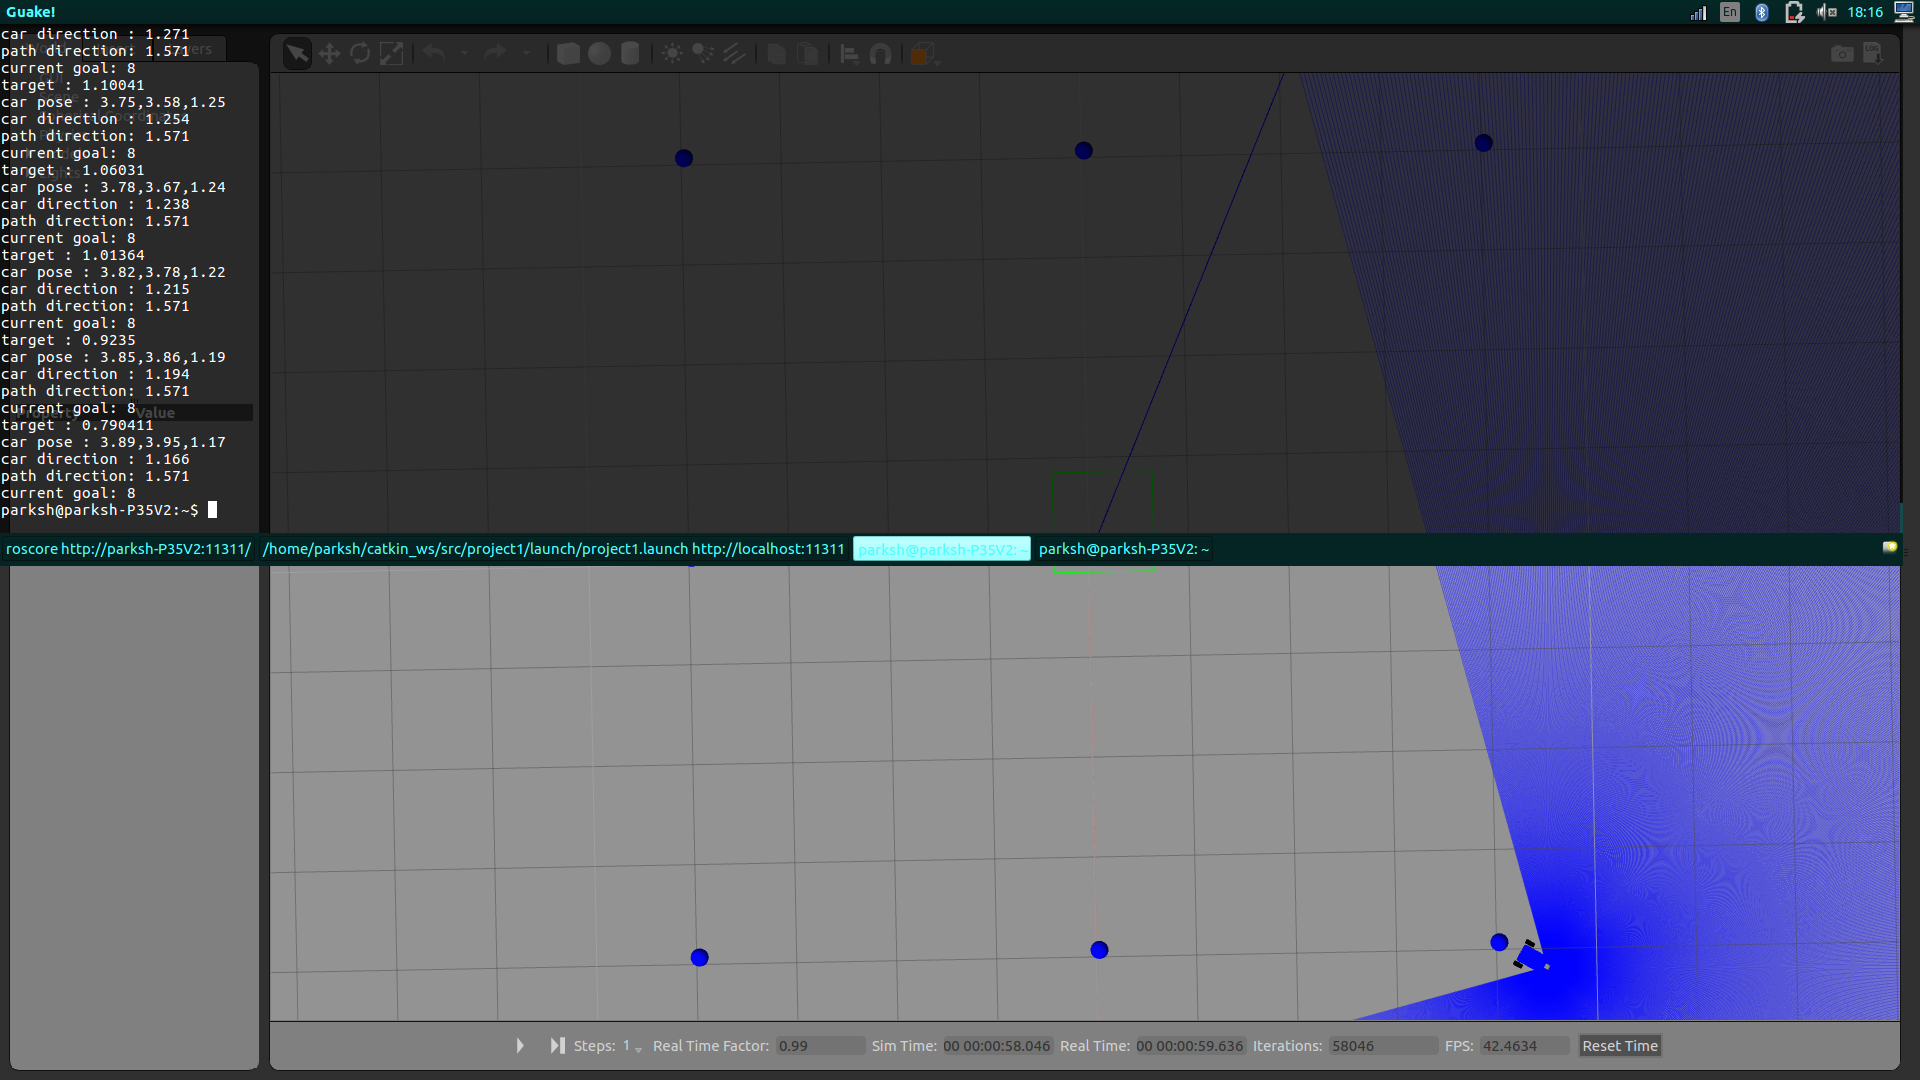 Guake!
En
18:16
car direction : 1.271
path direction: 1.571
current goal: 8
target : 1.10041
car pose : 3.75,3.58,1.25
car direction : 1.254
path direction: 1.571
current goal: 8
target : 1.06031
car pose : 3.78,3.67,1.24
car direction : 1.238
path direction: 1.571
current goal: 8
target : 1.01364
car pose : 3.82,3.78,1.22
car direction : 1.215
path direction: 1.571
current goal: 8
target : 0.9235
car pose : 3.85,3.86,1.19
car direction : 1.194
path direction: 1.571
current goal: 8
Property Value
target : 0.790411
car pose : 3.89,3.95,1.17
car direction : 1.166
path direction: 1.571
current goal: 8
parksh@parksh-P35V2:~$
roscore http://parksh-P35V2:11311/ /home/parksh/catkin_ws/src/project1/launch/project1.launch http://localhost:11311 parksh@parksh-P35V2: ~ parksh@parksh-P35V2: ~
Steps: 1 Real Time Factor: 0.99 Sim Time: 00 00:00:58.046 Real Time: 00 00:00:59.636 Iterations: 58046 FPS: 42.4634 Reset Time